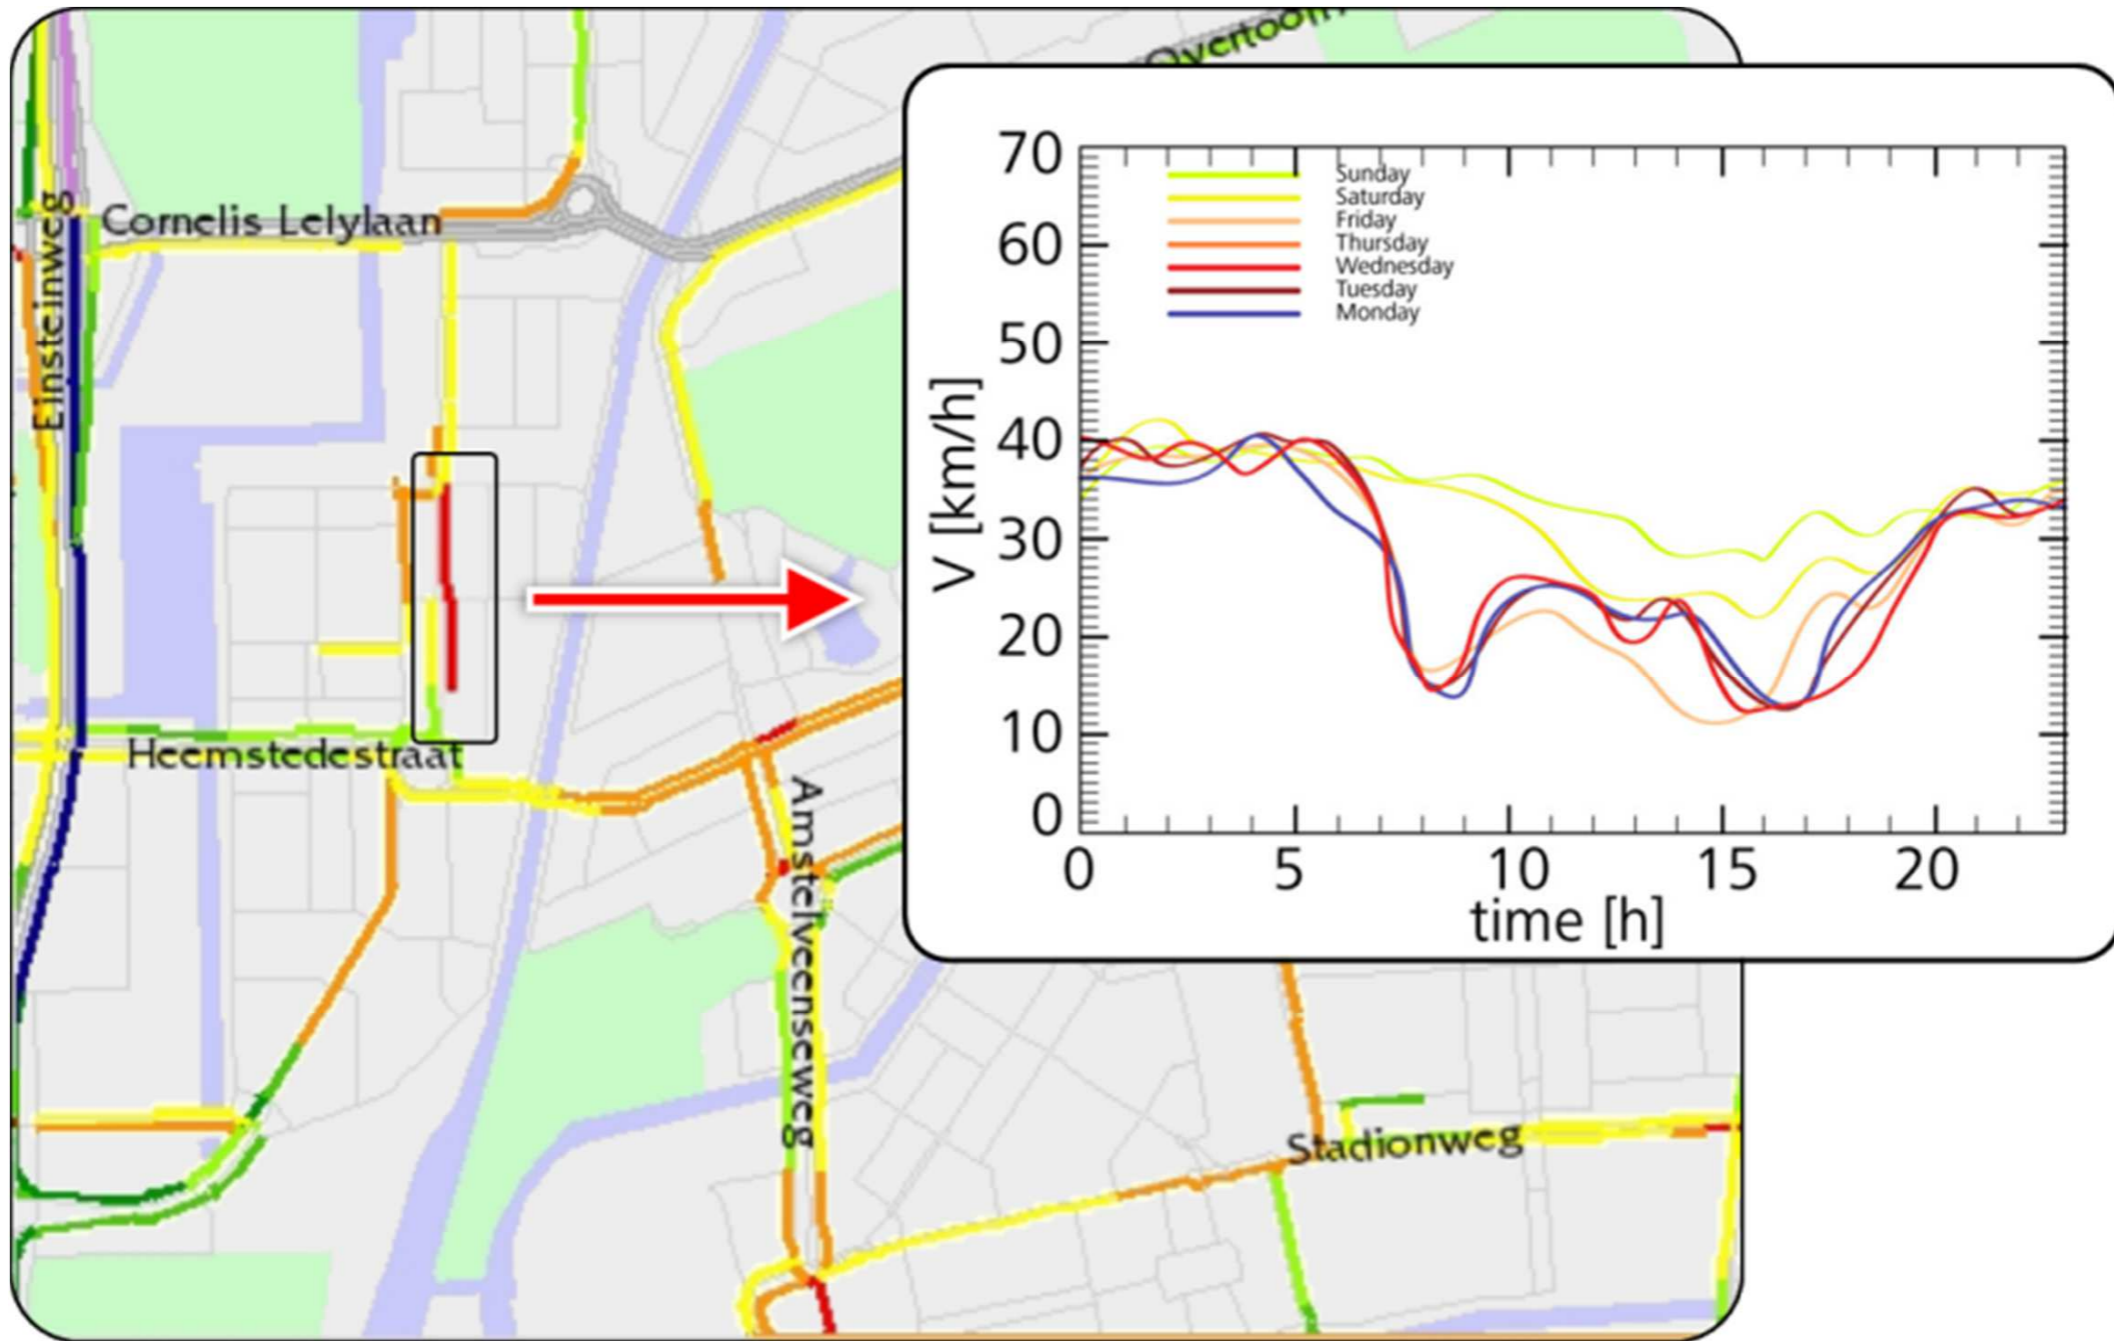 Overtoom
Cornelis Lelylaan
Einsteinweg
Heemstedestraat
Amstelveenseweg
Stadionweg
70
60
50
40
30
20
10
0
V [km/h]
Sunday
Saturday
Friday
Thursday
Wednesday
Tuesday
Monday
0 5 10 15 20
time [h]